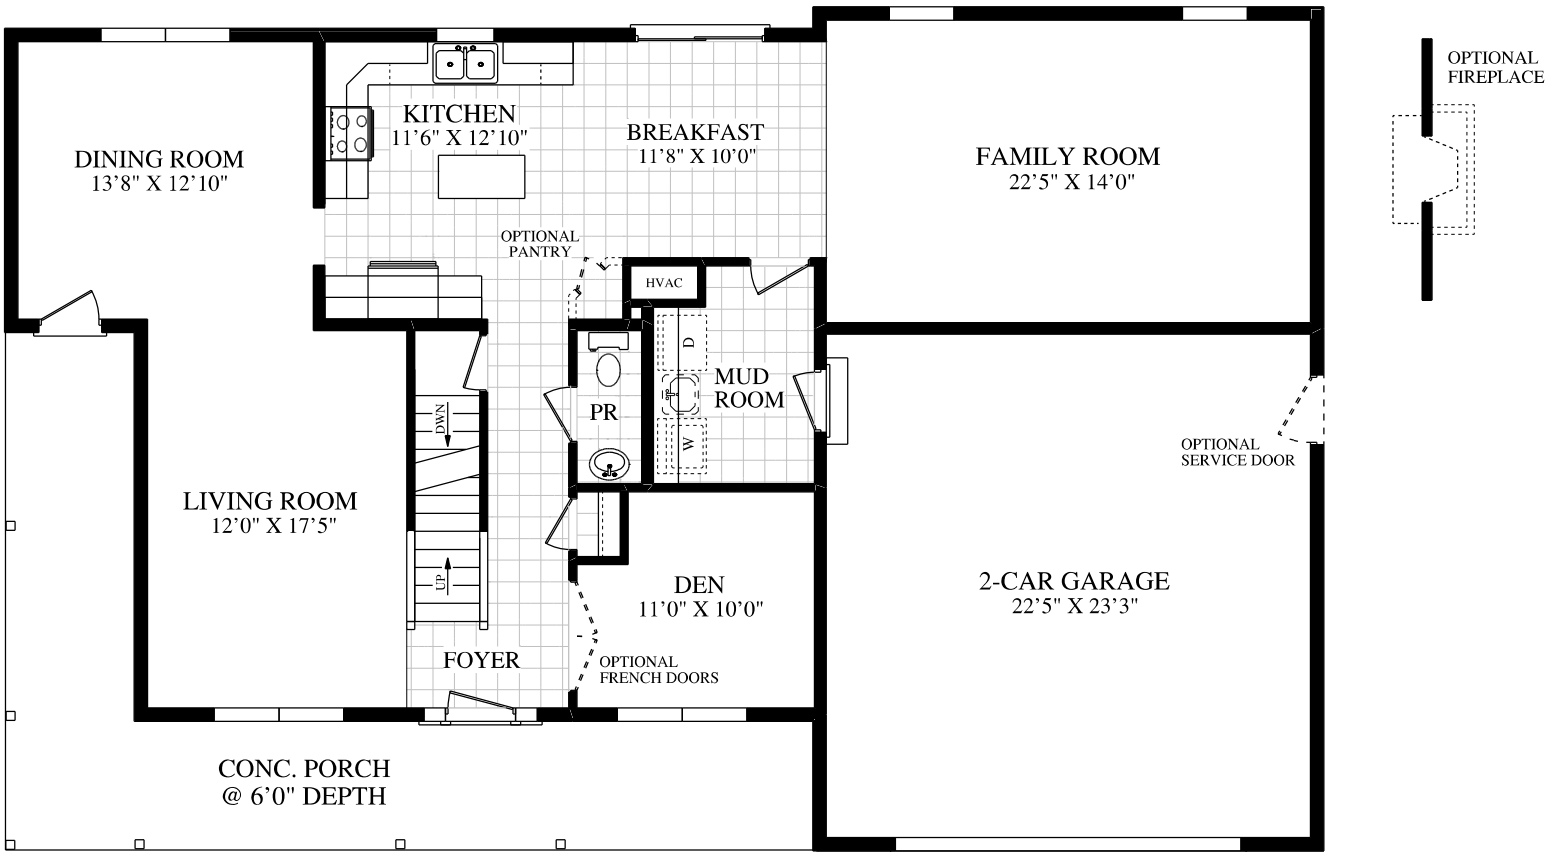 OPTIONAL
FIREPLACE
KITCHEN
11'6" X 12'10"
BREAKFAST
11'8" X 10'0"
DINING ROOM
13'8" X 12'10"
FAMILY ROOM
22'5" X 14'0"
OPTIONAL
PANTRY
HVAC
D
MUD
ROOM
PR
DWN
W
OPTIONAL
SERVICE DOOR
LIVING ROOM
12'0" X 17'5"
UP
DEN
11'0" X 10'0"
2-CAR GARAGE
22'5" X 23'3"
FOYER
OPTIONAL
FRENCH DOORS
CONC. PORCH
@ 6'0" DEPTH